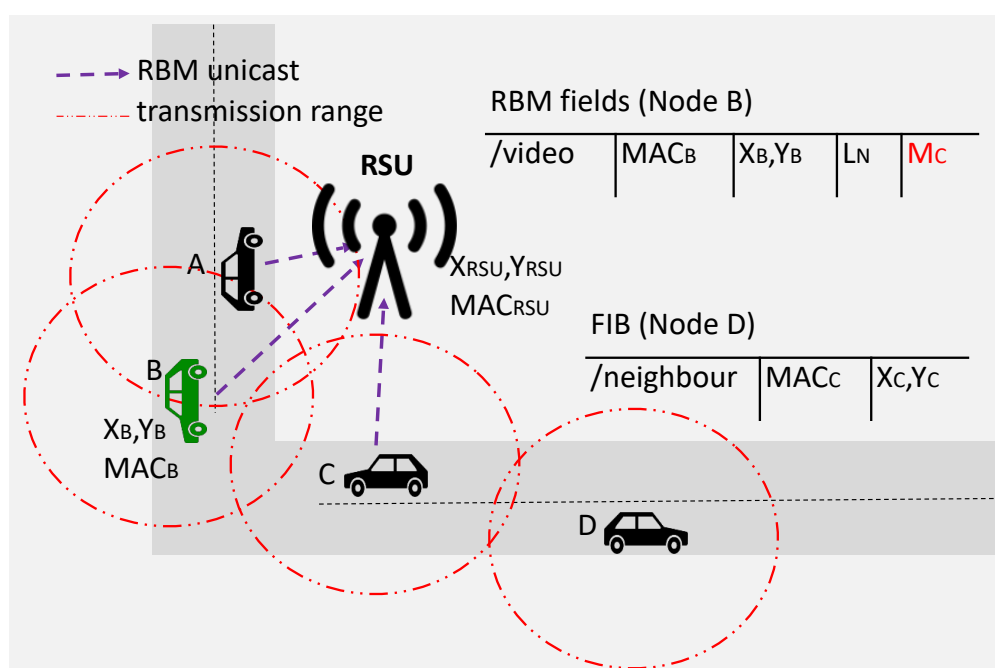 RBM unicast
transmission range
RBM fields (Node B)
/video MACB XB,YB LN MC
RSU
A
XRSU,YRSU
MACRSU
FIB (Node D)
/neighbour MACC XC,YC
B
XB,YB
MACB
C
D